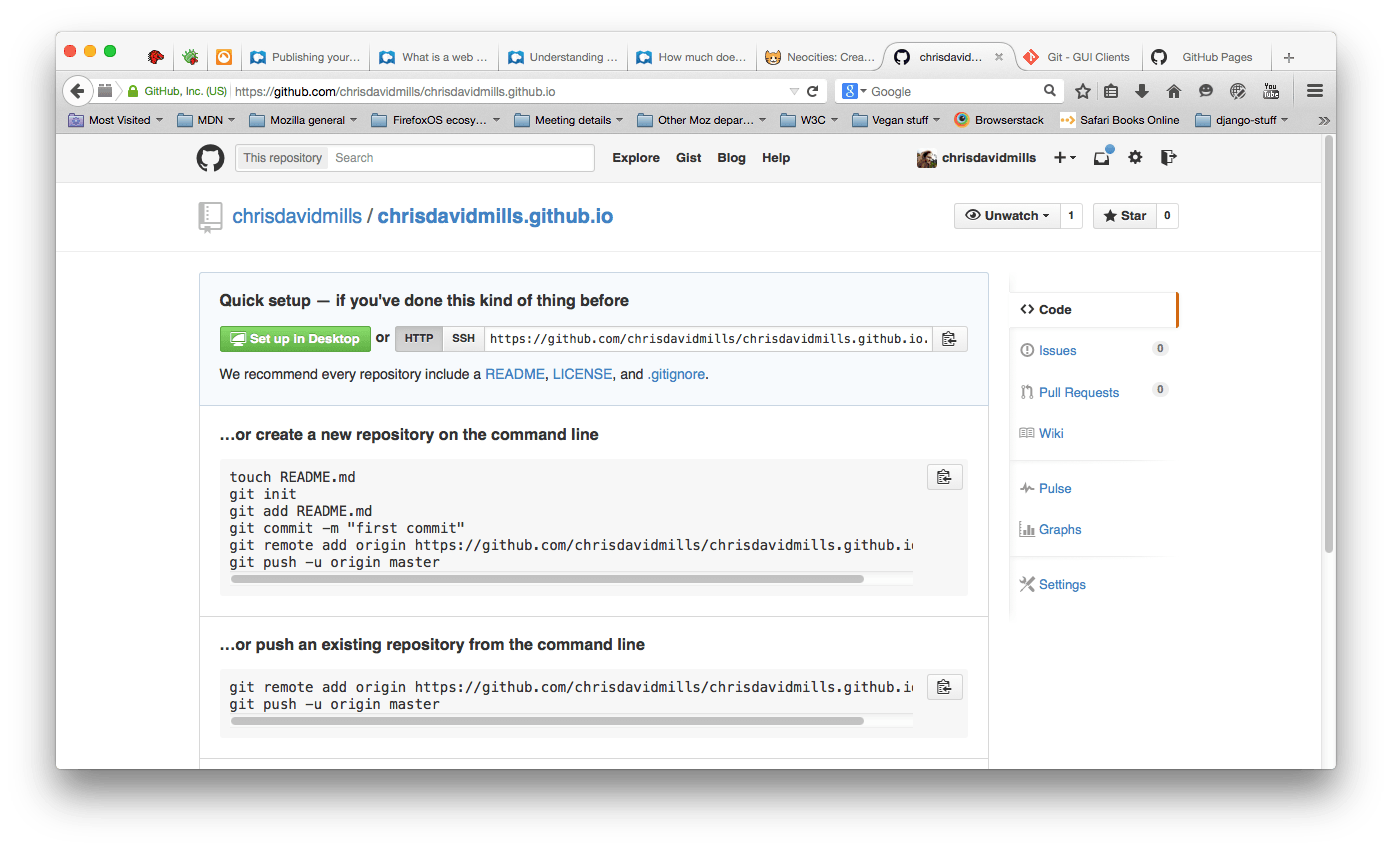 Publishing your...
What is a web ...
Understanding ...
How much doe...
Neocities: Crea...
chrisdavid...
Git - GUI Clients
GitHub Pages
GitHub, Inc. (US)
https://github.com/chrisdavidmills/chrisdavidmills.github.io
8
Google
You Tube
Most Visited
MDN
Mozilla general
FirefoxOS ecosy...
Meeting details
Other Moz depar...
W3C
Vegan stuff
Browserstack
Safari Books Online
django-stuff
This repository
Search
Explore
Gist
Blog
Help
chrisdavidmills
chrisdavidmills / chrisdavidmills.github.io
Unwatch
1
Star
0
Quick setup — if you've done this kind of thing before
Set up in Desktop
or
HTTP
SSH
https://github.com/chrisdavidmills/chrisdavidmills.github.io.
We recommend every repository include a README, LICENSE, and .gitignore.
…or create a new repository on the command line
touch README.md
git init
git add README.md
git commit -m "first commit"
git remote add origin https://github.com/chrisdavidmills/chrisdavidmills.github.io
git push -u origin master
…or push an existing repository from the command line
git remote add origin https://github.com/chrisdavidmills/chrisdavidmills.github.io
git push -u origin master
Code
Issues
0
Pull Requests
0
Wiki
Pulse
Graphs
Settings